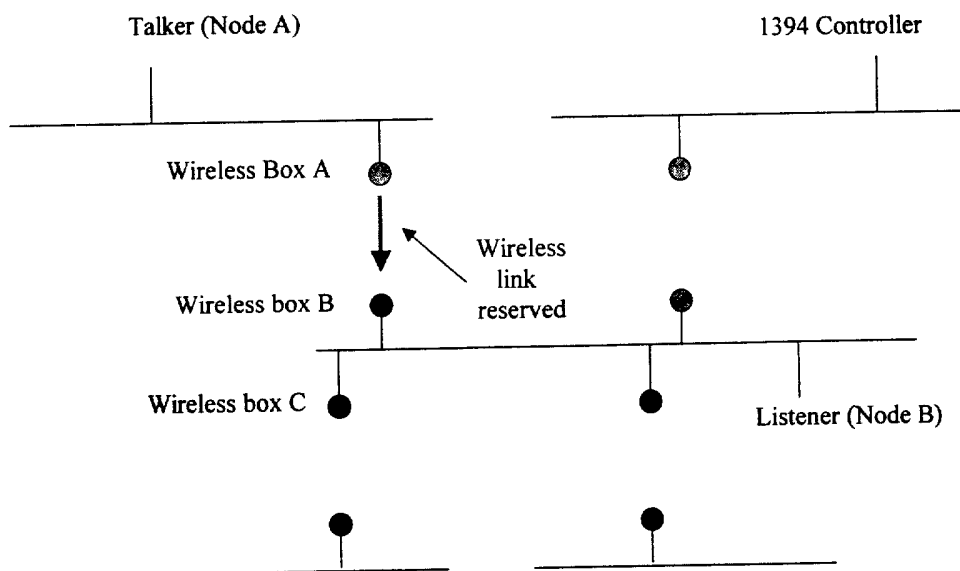 Talker (Node A)
1394 Controller
Wireless Box A
Wireless
link
reserved
Wireless box B
Wireless box C
Listener (Node B)